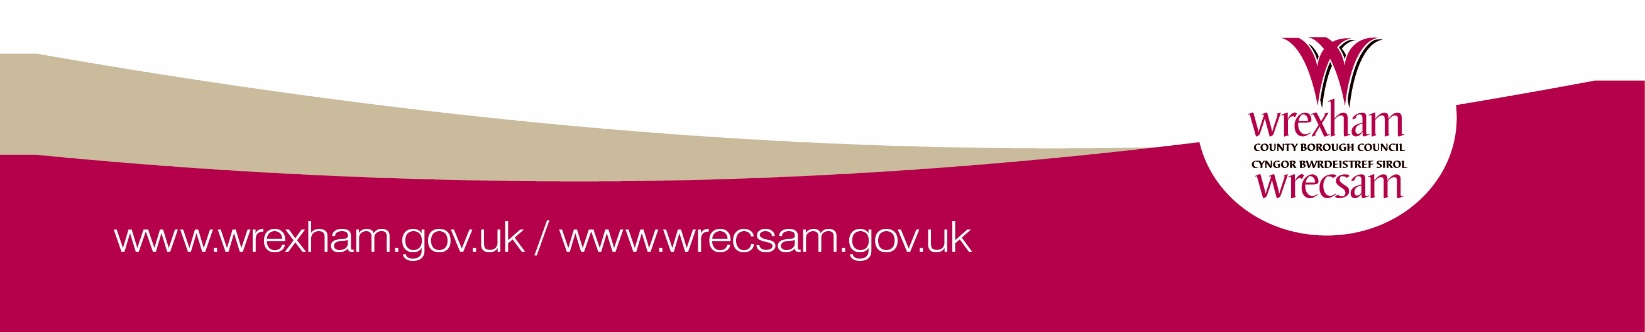 wrexham
COUNTY BOROUGH COUNCIL
CYNGOR BWRDEISTREF SIROL
wrecsam
www.wrexham.gov.uk / www.wrecsam.gov.uk